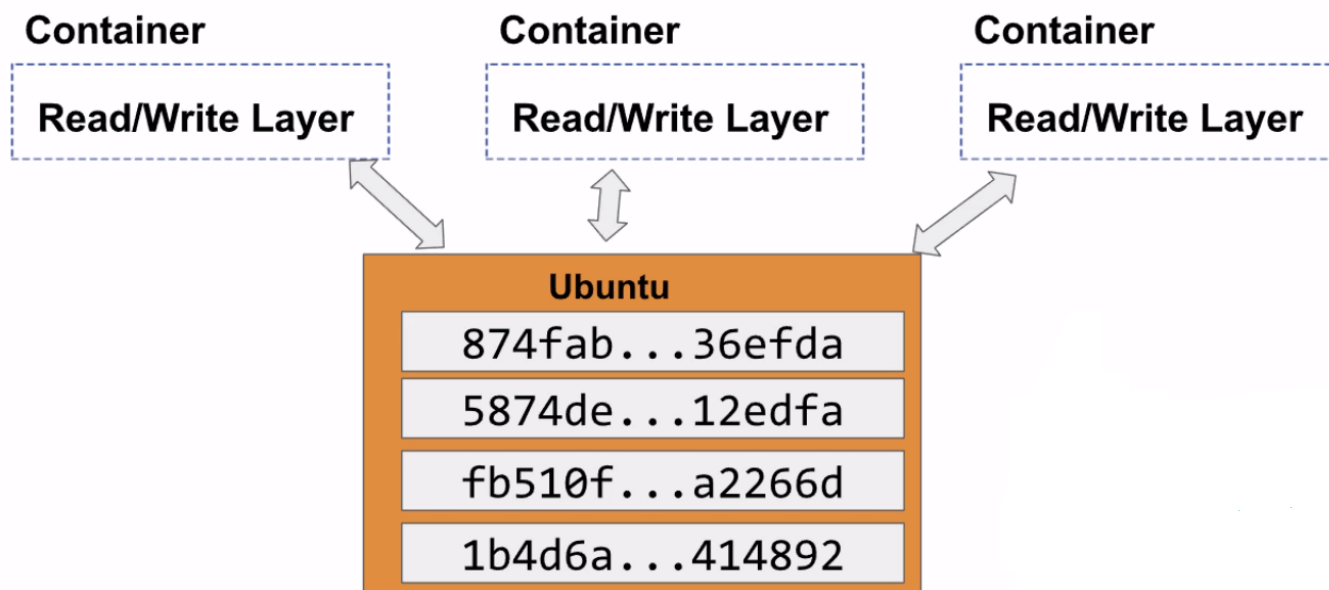 Container Container Container
Read/Write Layer Read/Write Layer Read/Write Layer
Ubuntu
874fab...36efda
5874de...12edfa
fb510f...a2266d
1b4d6a...414892